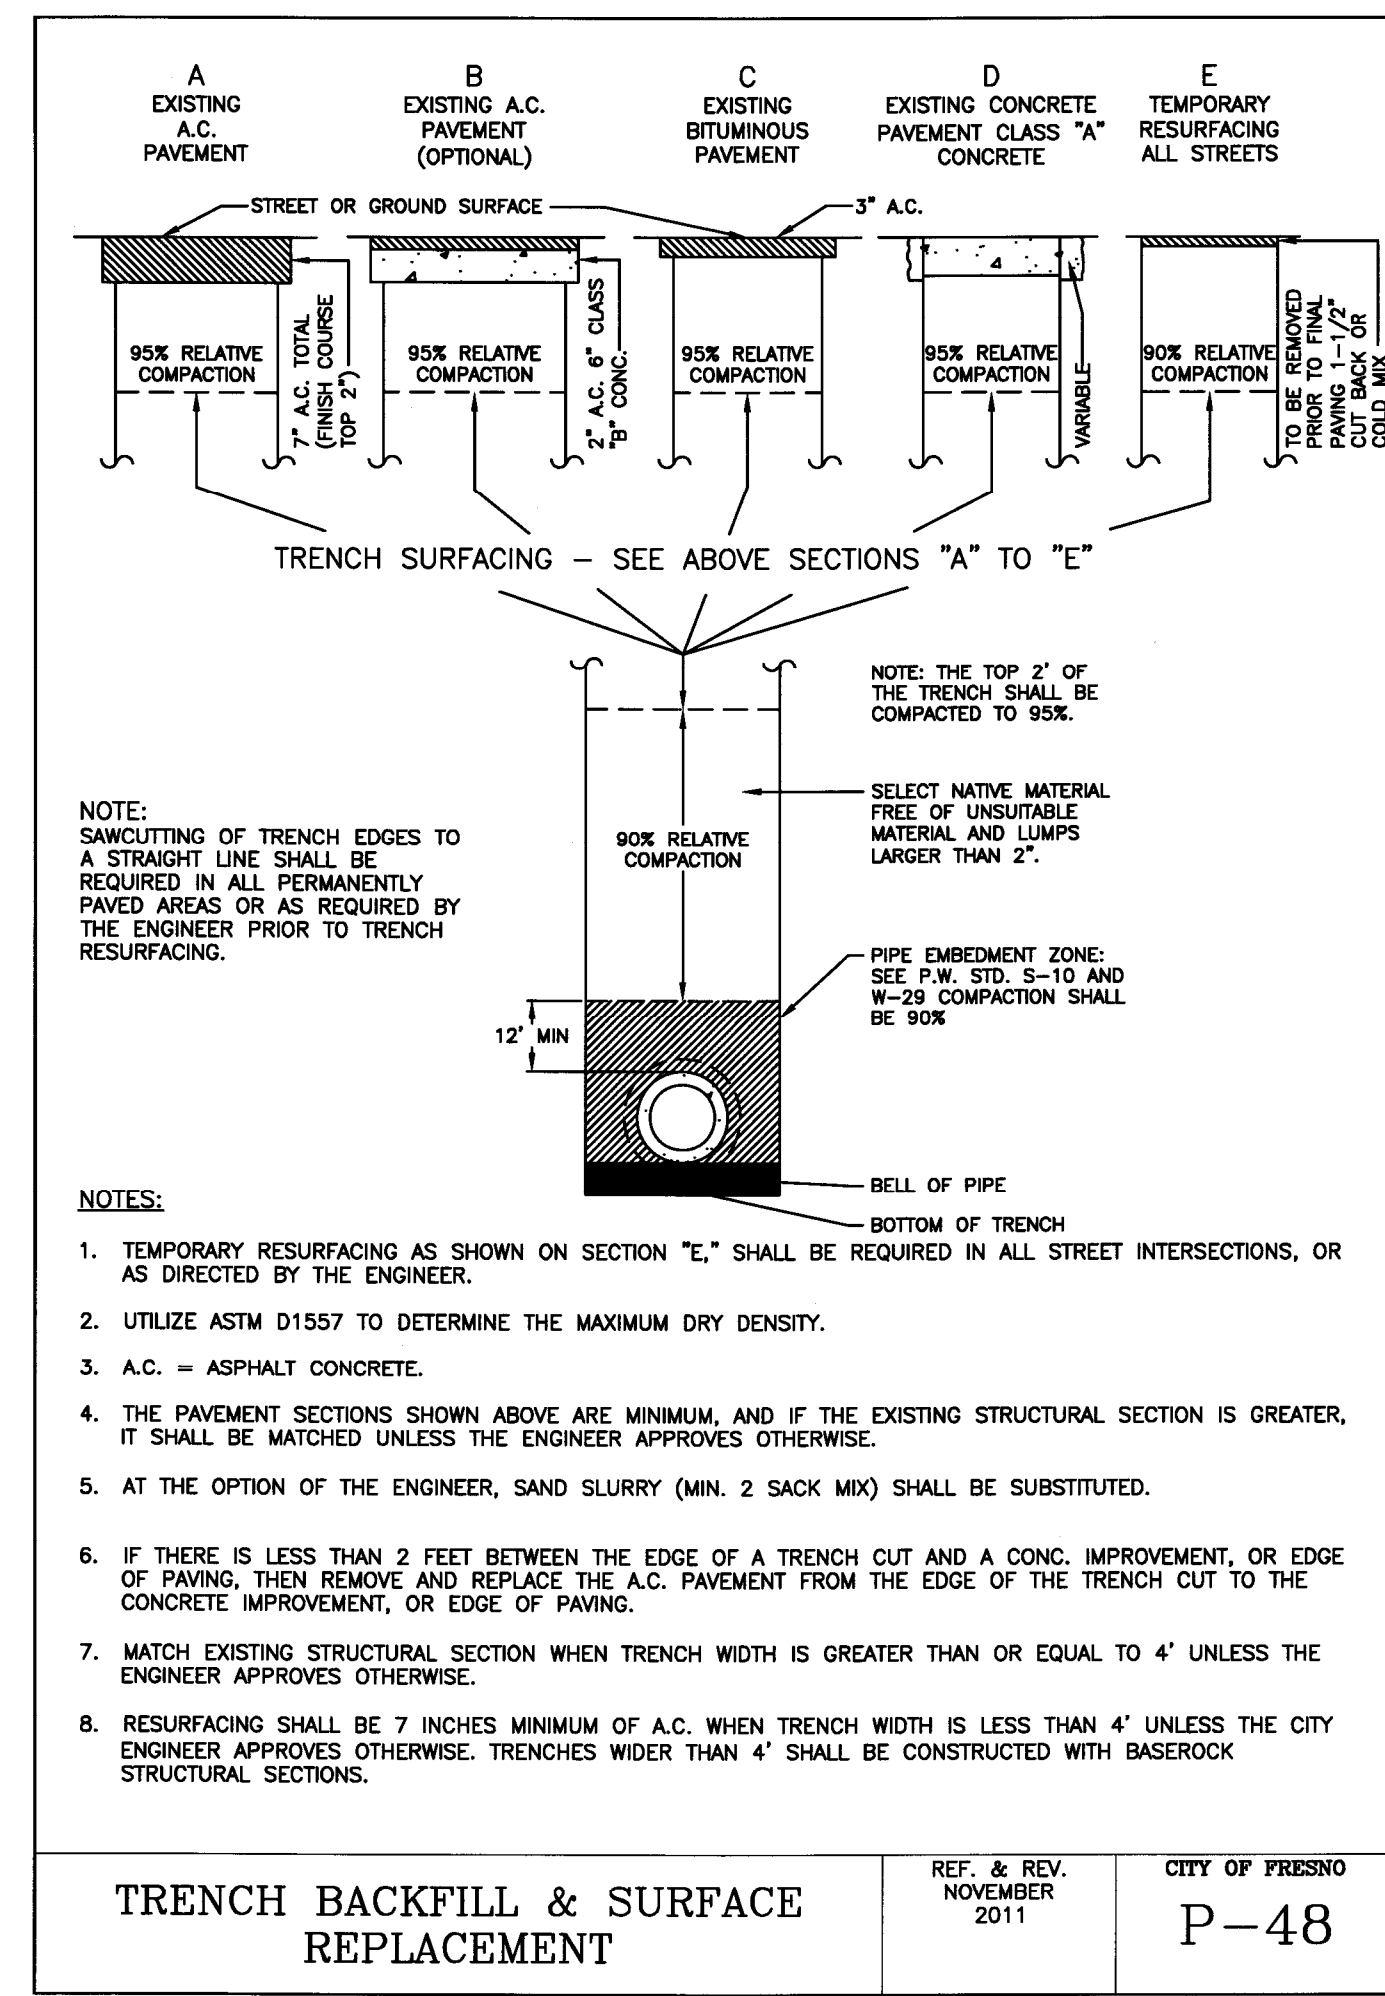 A
EXISTING
A.C.
PAVEMENT
B
EXISTING A.C.
PAVEMENT
(OPTIONAL)
C
EXISTING
BITUMINOUS
PAVEMENT
D
EXISTING CONCRETE
PAVEMENT CLASS "A"
CONCRETE
E
TEMPORARY
RESURFACING
ALL STREETS
STREET OR GROUND SURFACE
3" A.C.
95% RELATIVE
COMPACTION
7" A.C. TOTAL
(FINISH COURSE
TOP 2")
95% RELATIVE
COMPACTION
2" A.C. 6" CLASS
"B" CONC.
95% RELATIVE
COMPACTION
95% RELATIVE
COMPACTION
VARIABLE
90% RELATIVE
COMPACTION
TO BE REMOVED
PRIOR TO FINAL
PAVING 1-1/2"
CUT BACK OR
COLD MIX
TRENCH SURFACING – SEE ABOVE SECTIONS "A" TO "E"
NOTE: THE TOP 2' OF
THE TRENCH SHALL BE
COMPACTED TO 95%.
SELECT NATIVE MATERIAL
FREE OF UNSUITABLE
MATERIAL AND LUMPS
LARGER THAN 2".
NOTE:
SAWCUTTING OF TRENCH EDGES TO
A STRAIGHT LINE SHALL BE
REQUIRED IN ALL PERMANENTLY
PAVED AREAS OR AS REQUIRED BY
THE ENGINEER PRIOR TO TRENCH
RESURFACING.
90% RELATIVE
COMPACTION
PIPE EMBEDMENT ZONE:
SEE P.W. STD. S-10 AND
W-29 COMPACTION SHALL
BE 90%
12' MIN
BELL OF PIPE
BOTTOM OF TRENCH
NOTES:
1. TEMPORARY RESURFACING AS SHOWN ON SECTION "E," SHALL BE REQUIRED IN ALL STREET INTERSECTIONS, OR
AS DIRECTED BY THE ENGINEER.
2. UTILIZE ASTM D1557 TO DETERMINE THE MAXIMUM DRY DENSITY.
3. A.C. = ASPHALT CONCRETE.
4. THE PAVEMENT SECTIONS SHOWN ABOVE ARE MINIMUM, AND IF THE EXISTING STRUCTURAL SECTION IS GREATER,
IT SHALL BE MATCHED UNLESS THE ENGINEER APPROVES OTHERWISE.
5. AT THE OPTION OF THE ENGINEER, SAND SLURRY (MIN. 2 SACK MIX) SHALL BE SUBSTITUTED.
6. IF THERE IS LESS THAN 2 FEET BETWEEN THE EDGE OF A TRENCH CUT AND A CONC. IMPROVEMENT, OR EDGE
OF PAVING, THEN REMOVE AND REPLACE THE A.C. PAVEMENT FROM THE EDGE OF THE TRENCH CUT TO THE
CONCRETE IMPROVEMENT, OR EDGE OF PAVING.
7. MATCH EXISTING STRUCTURAL SECTION WHEN TRENCH WIDTH IS GREATER THAN OR EQUAL TO 4' UNLESS THE
ENGINEER APPROVES OTHERWISE.
8. RESURFACING SHALL BE 7 INCHES MINIMUM OF A.C. WHEN TRENCH WIDTH IS LESS THAN 4' UNLESS THE CITY
ENGINEER APPROVES OTHERWISE. TRENCHES WIDER THAN 4' SHALL BE CONSTRUCTED WITH BASEROCK
STRUCTURAL SECTIONS.
TRENCH BACKFILL & SURFACE
REPLACEMENT
REF. & REV.
NOVEMBER
2011
CITY OF FRESNO
P-48